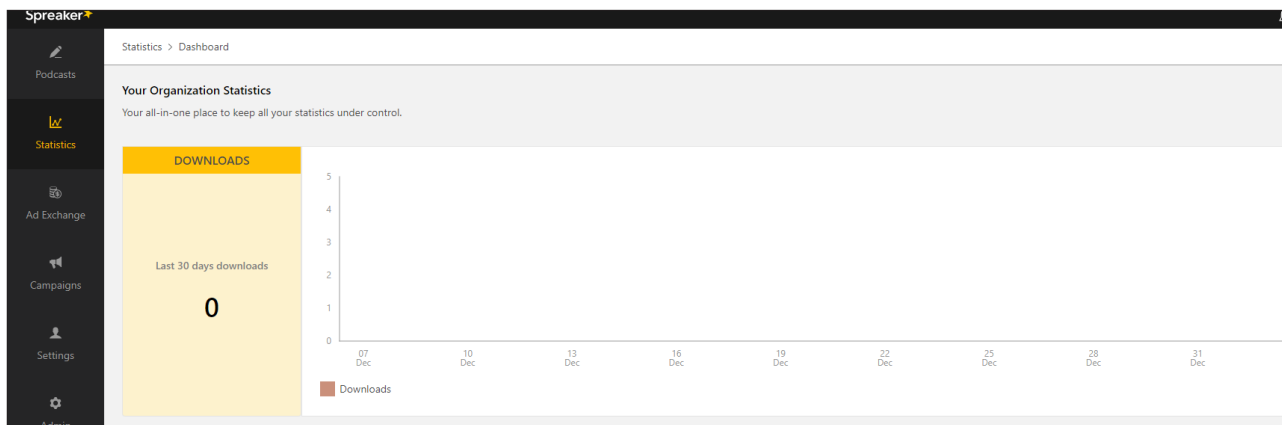 Spreaker
Statistics > Dashboard
Podcasts
Statistics
Ad Exchange
Campaigns
Settings
Admin
Your Organization Statistics
Your all-in-one place to keep all your statistics under control.
DOWNLOADS
Last 30 days downloads
0
5
4
3
2
1
0
07 Dec
10 Dec
13 Dec
16 Dec
19 Dec
22 Dec
25 Dec
28 Dec
31 Dec
Downloads